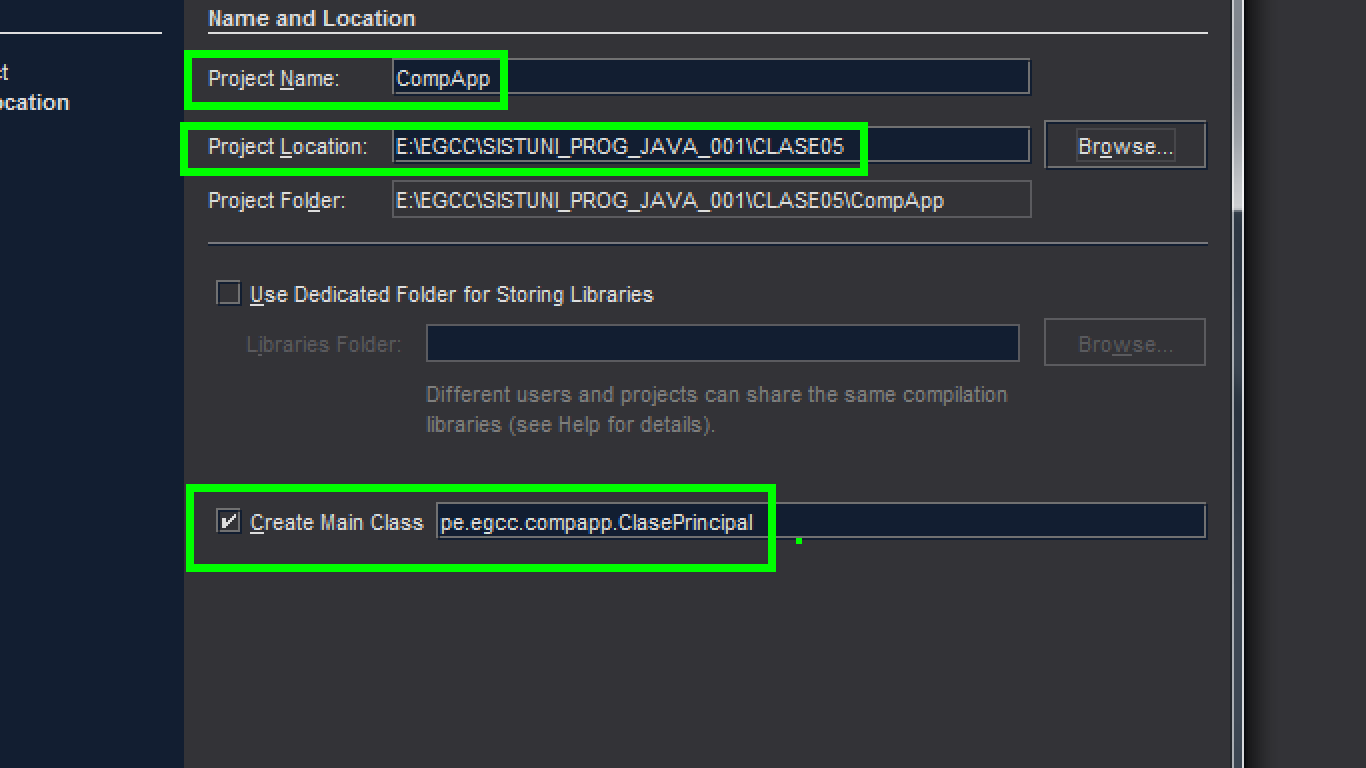 Name and Location
ct
ocation
Project Name: CompApp
Project Location: E:\EGCC\SISTUNI_PROG_JAVA_001\CLASE05 Browse...
Project Folder: E:\EGCC\SISTUNI_PROG_JAVA_001\CLASE05\CompApp
Use Dedicated Folder for Storing Libraries
Libraries Folder: Browse...
Different users and projects can share the same compilation
libraries (see Help for details).
Create Main Class pe.egcc.compapp.ClasePrincipal